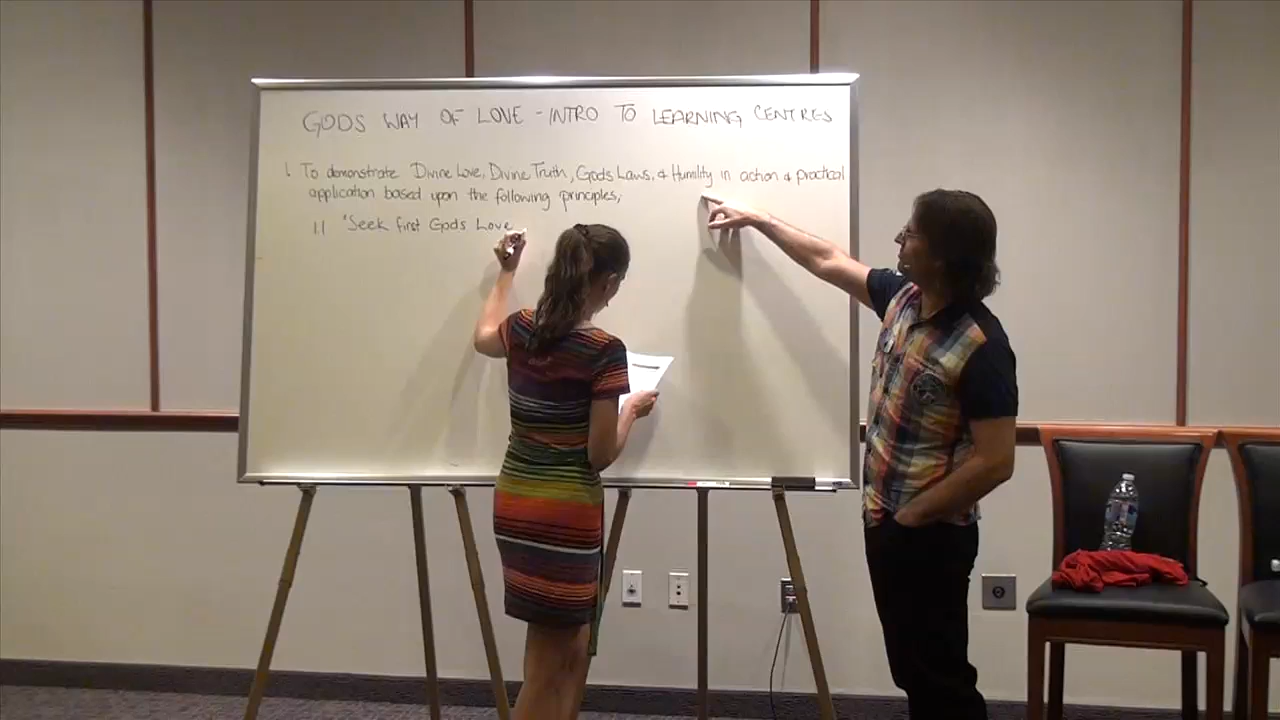 GODS WAY OF LOVE - INTRO TO LEARNING CENTRES
1. To demonstrate Divine Love, Divine Truth, Gods Laws, & Humility in action & practical
application based upon the following principles;
1.1 "Seek first Gods Love